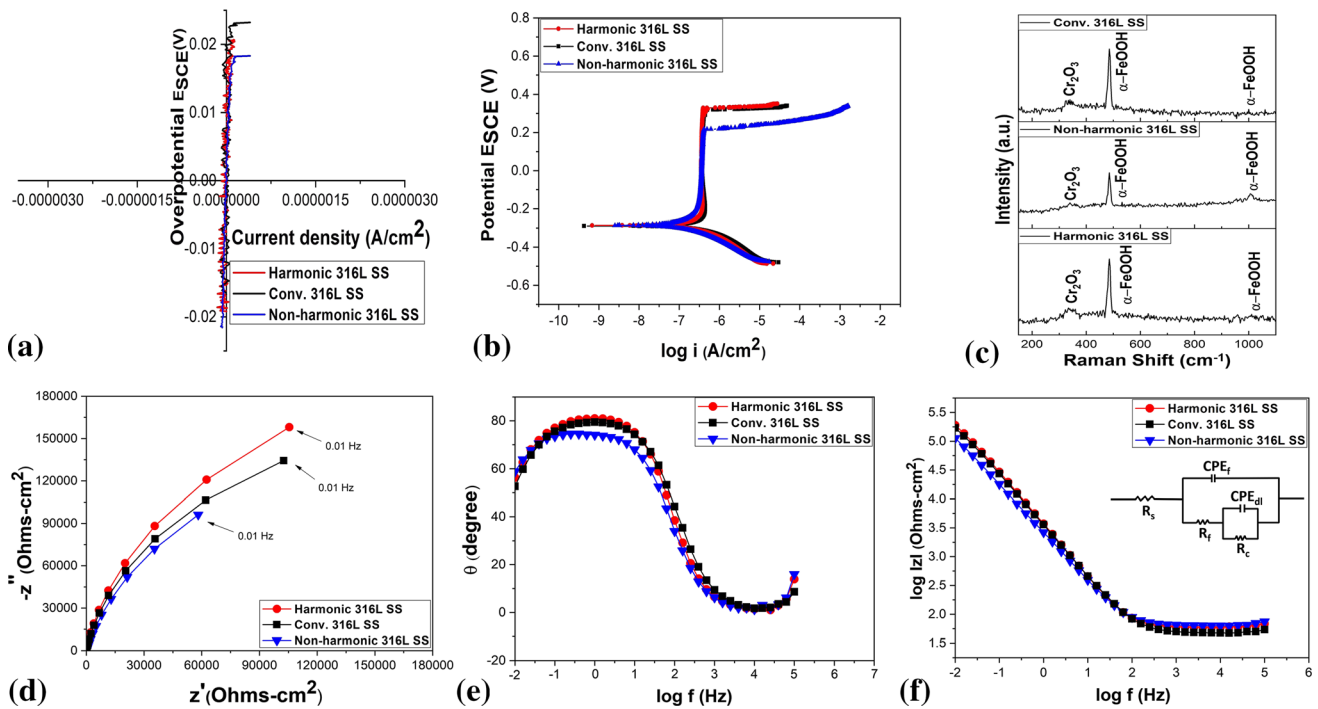 Overpotential E SCE(V)
0.02
0.01
0.00
-0.01
-0.02
-0.0000030
-0.0000015
0.0000000
0.0000015
0.0000030
Current density (A/cm2)
Harmonic 316L SS
Conv. 316L SS
Non-harmonic 316L SS
(a)
Potential ESCE (V)
0.8
0.6
0.4
0.2
0.0
-0.2
-0.4
-0.6
Harmonic 316L SS
Conv. 316L SS
Non-harmonic 316L SS
-10 -9 -8 -7 -6 -5 -4 -3 -2
log i (A/cm2)
(b)
Intensity (a.u.)
Conv. 316L SS
Cr2O3
α-FeOOH
α-FeOOH
Non-harmonic 316L SS
Cr2O3
α-FeOOH
α-FeOOH
Harmonic 316L SS
Cr2O3
α-FeOOH
α-FeOOH
200 400 600 800 1000
Raman Shift (cm-1)
(c)
-z'' (Ohms-cm2)
180000
150000
120000
90000
60000
30000
0
0.01 Hz
0.01 Hz
0.01 Hz
Harmonic 316L SS
Conv. 316L SS
Non-harmonic 316L SS
0 30000 60000 90000 120000 150000 180000
z'(Ohms-cm2)
(d)
θ (degree)
100
80
60
40
20
0
-20
Harmonic 316L SS
Conv. 316L SS
Non-harmonic 316L SS
-2 -1 0 1 2 3 4 5 6 7
log f (Hz)
(e)
log IzI (Ohms-cm2)
5.5
5.0
4.5
4.0
3.5
3.0
2.5
2.0
1.5
Harmonic 316L SS
Conv. 316L SS
Non-harmonic 316L SS
CPEf
CPEdl
Rs
Rf
Rc
-2 -1 0 1 2 3 4 5 6
log f (Hz)
(f)